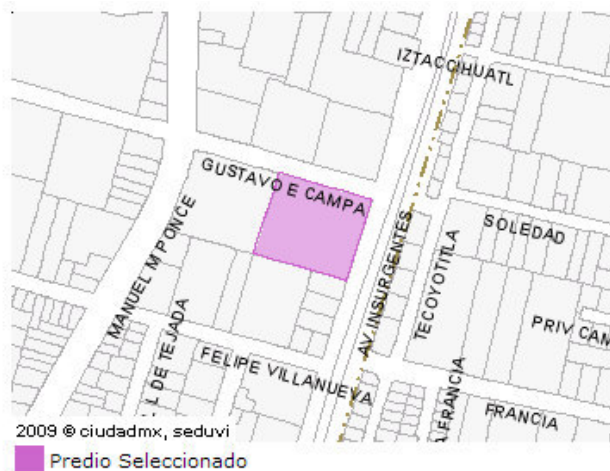 IZTACCIHUATL
GUSTAVO E CAMPA
SOLEDAD
AV INSURGENTES
TECOYOTITLA
MANUEL M PONCE
PRIV CAM
L DE TEJADA
FELIPE VILLANUEVA
A FRANCIA
FRANCIA
2009 © ciudadmx, seduvi
Predio Seleccionado